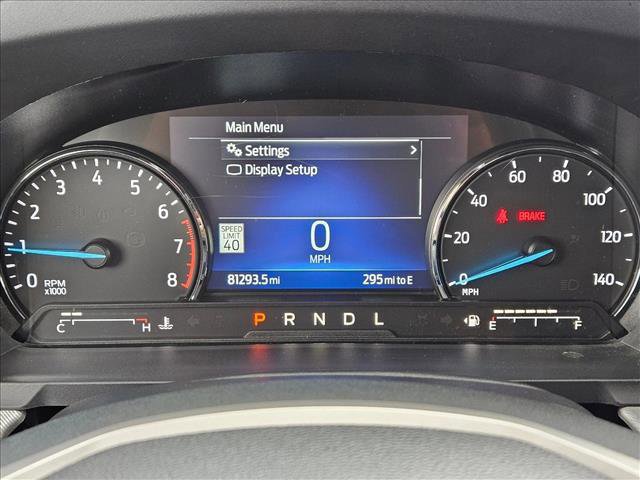 Main Menu
Settings >
Display Setup
SPEED
LIMIT
40
0
MPH
81293.5 mi 295 mi to E
0 1 2 3 4 5 6 7 8
RPM
x1000
0 20 40 60 80 100 120 140
BRAKE
MPH
C H
P R N D L
E F